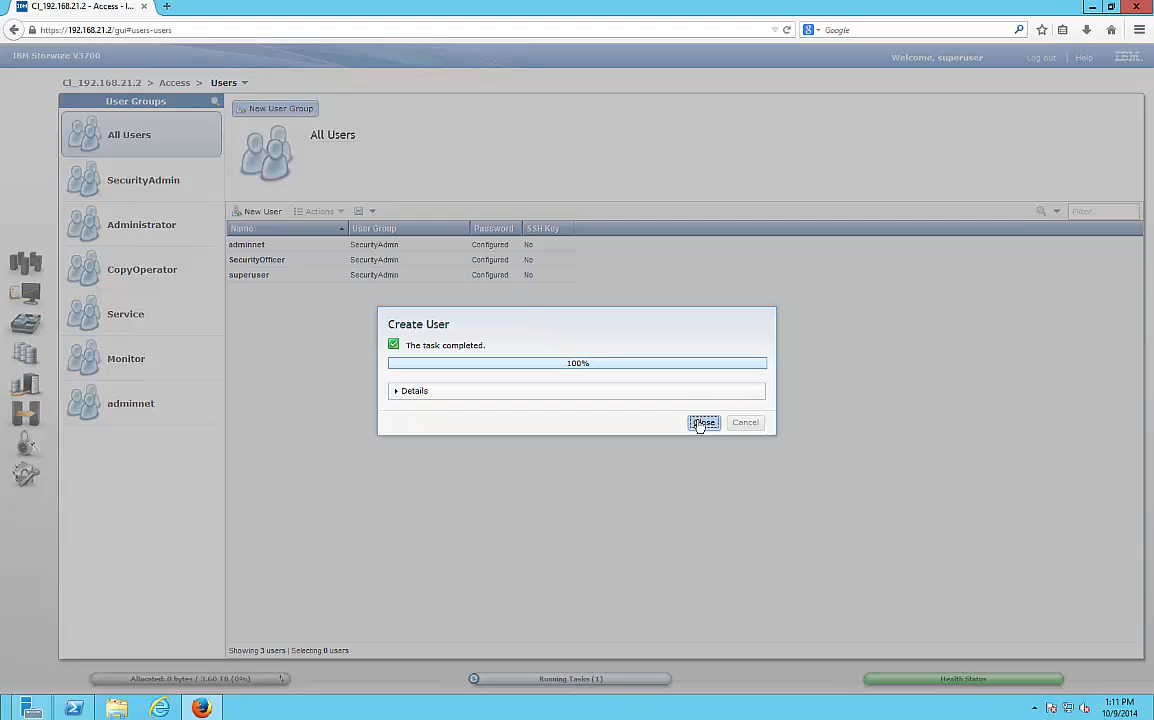 Cl_192.168.21.2 - Access - I...
https://192.168.21.2/gui#users-users
Google
IBM Storwize V3700
Welcome, superuser
Log out
Help
IBM.
Cl_192.168.21.2 > Access > Users
User Groups
All Users
SecurityAdmin
Administrator
CopyOperator
Service
Monitor
adminnet
New User Group
All Users
New User
Actions
Filter...
Name User Group Password SSH Key
adminnet SecurityAdmin Configured No
SecurityOfficer SecurityAdmin Configured No
superuser SecurityAdmin Configured No
Create User
The task completed.
100%
Details
Close
Cancel
Showing 3 users | Selecting 0 users
Allocated: 0 bytes / 3.60 TB (0%)
Running Tasks (1)
Health Status
1:11 PM
10/9/2014